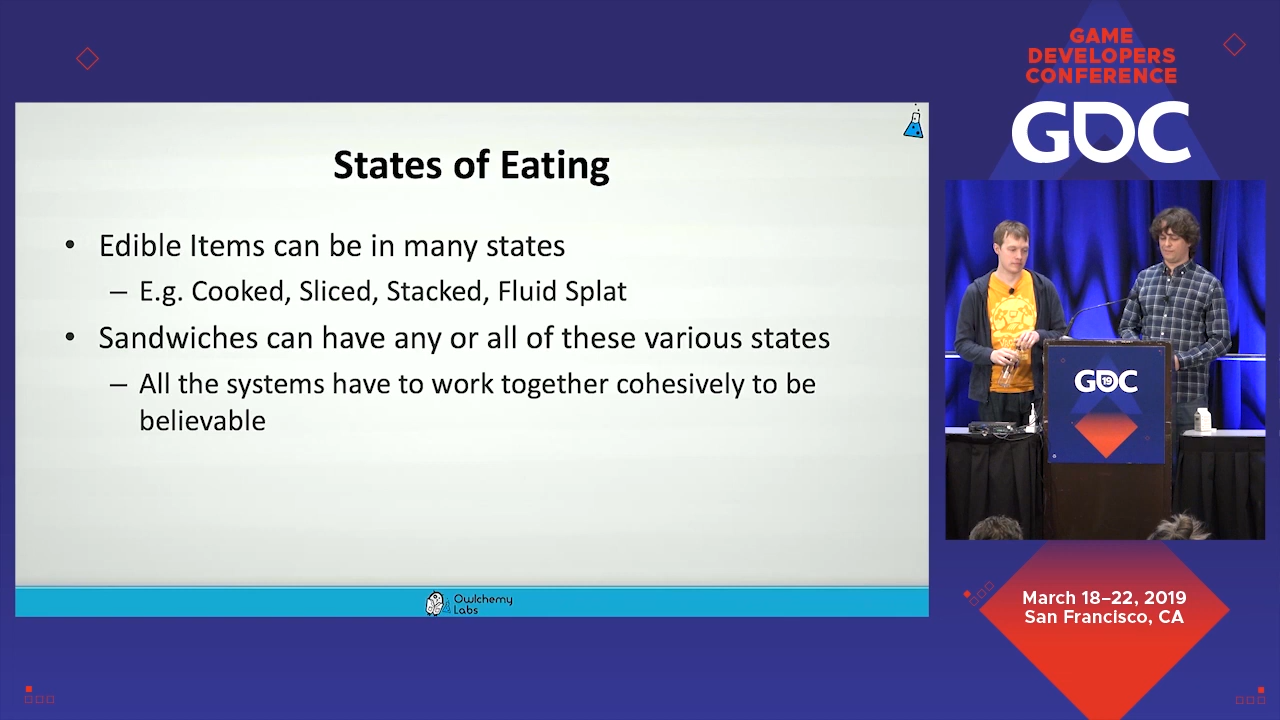 GAME
DEVELOPERS
CONFERENCE
GDC
States of Eating
• Edible Items can be in many states
– E.g. Cooked, Sliced, Stacked, Fluid Splat
• Sandwiches can have any or all of these various states
– All the systems have to work together cohesively to be
believable
Owlchemy
Labs
GDC
19
March 18–22, 2019
San Francisco, CA